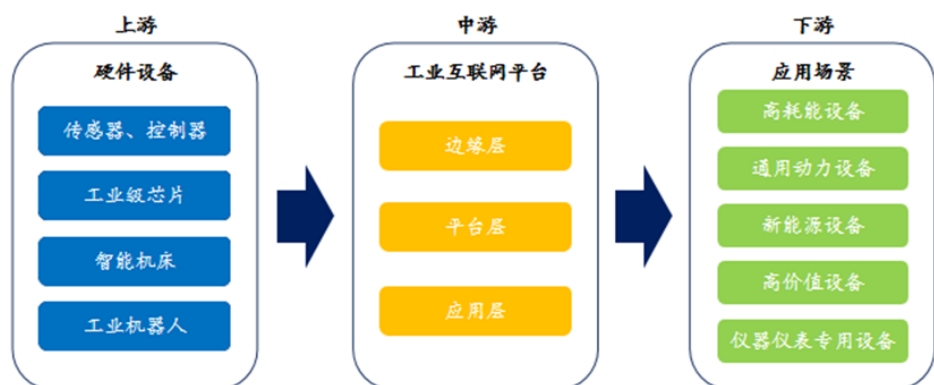 上游
硬件设备
传感器、控制器
工业级芯片
智能机床
工业机器人
中游
工业互联网平台
边缘层
平台层
应用层
下游
应用场景
高耗能设备
通用动力设备
新能源设备
高价值设备
仪器仪表专用设备